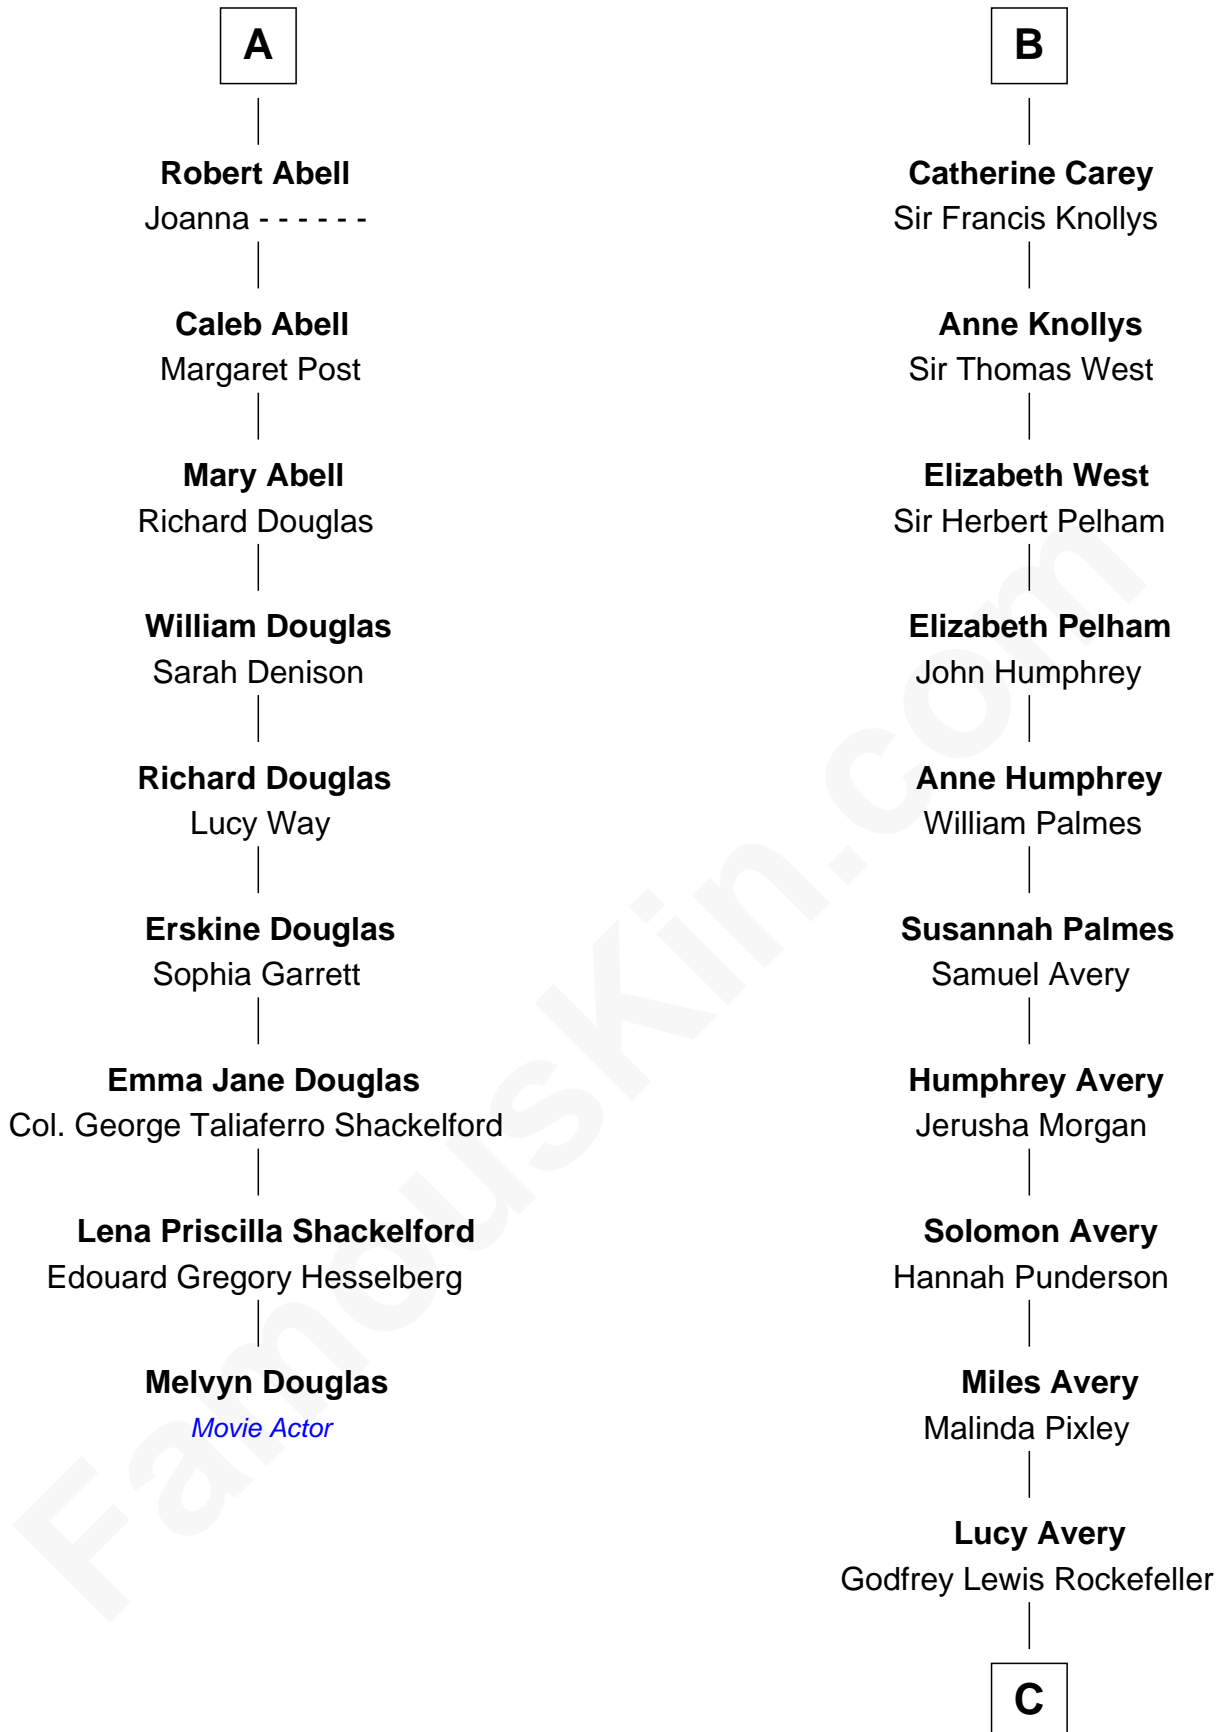 A
Robert Abell
Joanna - - - - - -
Caleb Abell
Margaret Post
Mary Abell
Richard Douglas
William Douglas
Sarah Denison
Richard Douglas
Lucy Way
Erskine Douglas
Sophia Garrett
Emma Jane Douglas
Col. George Taliaferro Shackelford
Lena Priscilla Shackelford
Edouard Gregory Hesselberg
Melvyn Douglas
Movie Actor
B
Catherine Carey
Sir Francis Knollys
Anne Knollys
Sir Thomas West
Elizabeth West
Sir Herbert Pelham
Elizabeth Pelham
John Humphrey
Anne Humphrey
William Palmes
Susannah Palmes
Samuel Avery
Humphrey Avery
Jerusha Morgan
Solomon Avery
Hannah Punderson
Miles Avery
Malinda Pixley
Lucy Avery
Godfrey Lewis Rockefeller
C
FamousKin.com